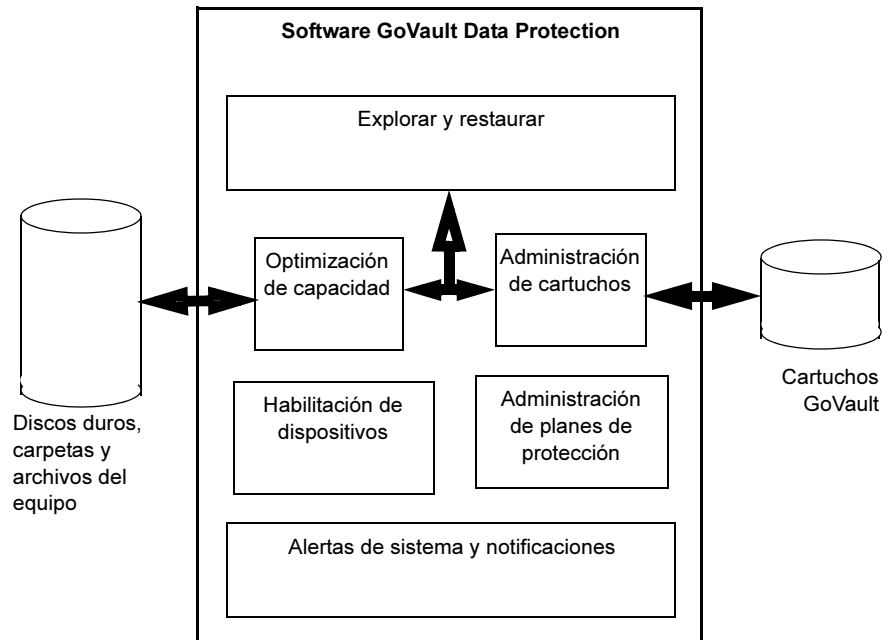 Software GoVault Data Protection
Explorar y restaurar
Optimización
de capacidad
Administración
de cartuchos
Discos duros,
carpetas y
archivos del
equipo
Cartuchos
GoVault
Habilitación de
dispositivos
Administración
de planes de
protección
Alertas de sistema y notificaciones